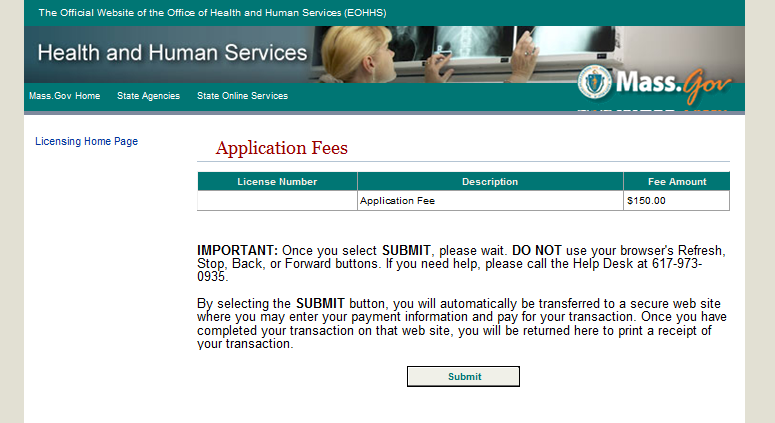 The Official Website of the Office of Health and Human Services (EOHHS)
Health and Human Services
Mass.Gov
Mass.Gov Home State Agencies State Online Services
Licensing Home Page
Application Fees
License Number Description Fee Amount
Application Fee $150.00
IMPORTANT: Once you select SUBMIT, please wait. DO NOT use your browser's Refresh,
Stop, Back, or Forward buttons. If you need help, please call the Help Desk at 617-973-
0935.
By selecting the SUBMIT button, you will automatically be transferred to a secure web site
where you may enter your payment information and pay for your transaction. Once you have
completed your transaction on that web site, you will be returned here to print a receipt of
your transaction.
Submit